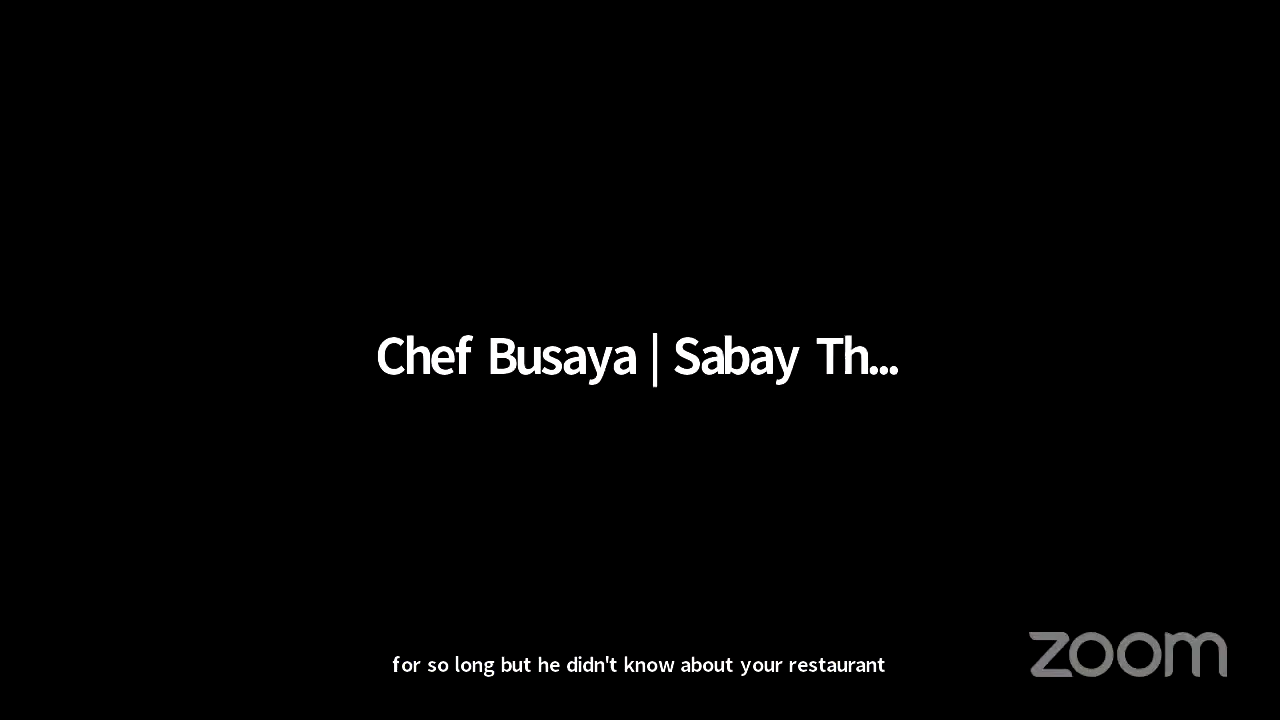 Chef Busaya | Sabay Th...
for so long but he didn't know about your restaurant
zoom